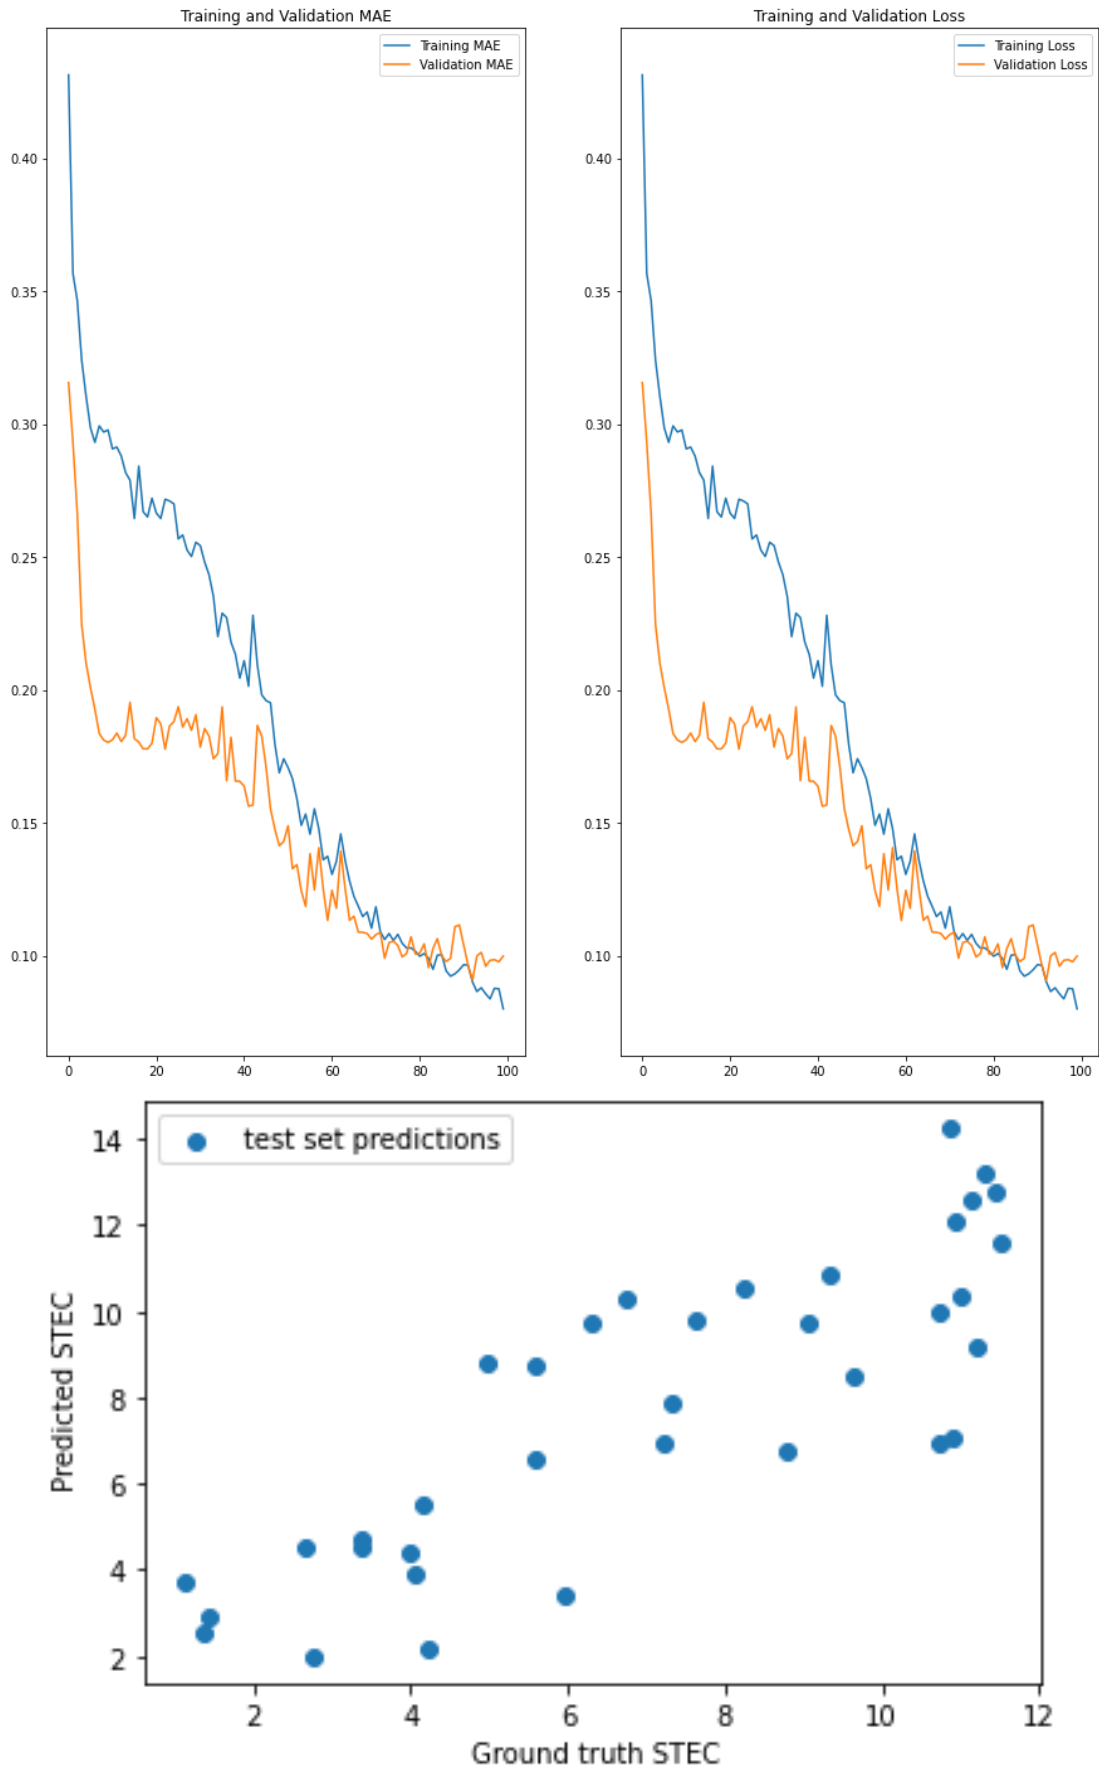 Training and Validation MAE
Training MAE
Validation MAE
0.40
0.35
0.30
0.25
0.20
0.15
0.10
0 20 40 60 80 100
Training and Validation Loss
Training Loss
Validation Loss
0.40
0.35
0.30
0.25
0.20
0.15
0.10
0 20 40 60 80 100
test set predictions
Predicted STEC
14
12
10
8
6
4
2
2 4 6 8 10 12
Ground truth STEC